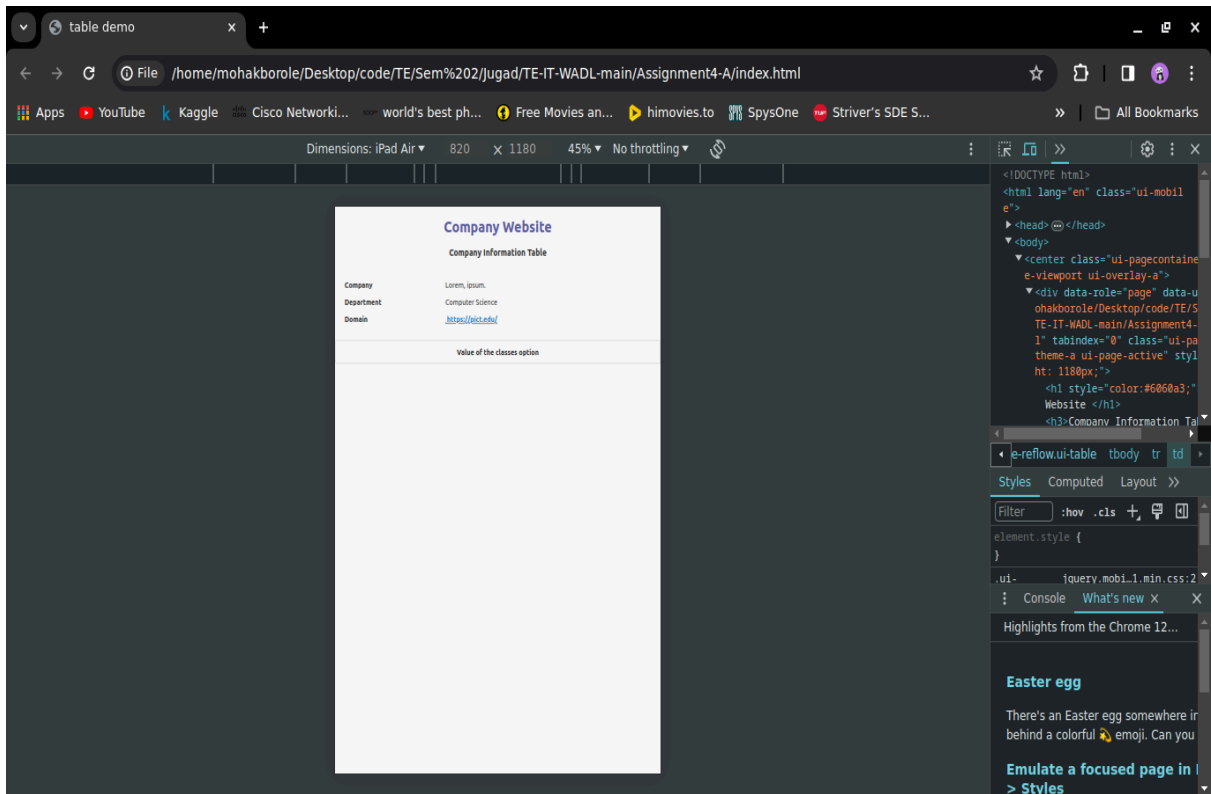 table demo
File /home/mohakborole/Desktop/code/TE/Sem%202/Jugad/TE-IT-WADL-main/Assignment4-A/index.html
Apps YouTube Kaggle Cisco Networki... world's best ph... Free Movies an... himovies.to SpysOne Striver's SDE S... » All Bookmarks
Dimensions: iPad Air 820 × 1180 45% No throttling
Company Website
Company Information Table
Company Lorem, ipsum.
Department Computer Science
Domain https://pict.edu/
Value of the classes option
<!DOCTYPE html>
<html lang="en" class="ui-mobil
e">
<head> ... </head>
<body>
<center class="ui-pagecontaine
e-viewport ui-overlay-a">
<div data-role="page" data-u
ohakborole/Desktop/code/TE/S
TE-IT-WADL-main/Assignment4-
1" tabindex="0" class="ui-pa
theme-a ui-page-active" styl
ht: 1180px;">
<h1 style="color:#6060a3;"
Website </h1>
<h3>Company Information Ta
e-reflow.ui-table tbody tr td
Styles Computed Layout »
Filter :hov .cls
element.style {
}
.ui- jquery.mobi…1.min.css:2
Console What's new ×
Highlights from the Chrome 12...
Easter egg
There's an Easter egg somewhere in
behind a colorful 💫 emoji. Can you
Emulate a focused page in
> Styles